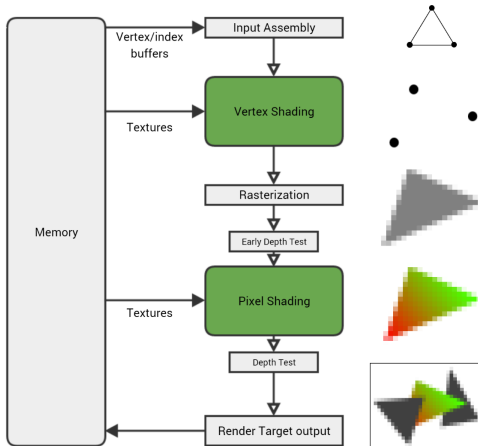 Input Assembly
Vertex/index
buffers
Vertex Shading
Textures
Rasterization
Memory
Early Depth Test
Pixel Shading
Textures
Depth Test
Render Target output